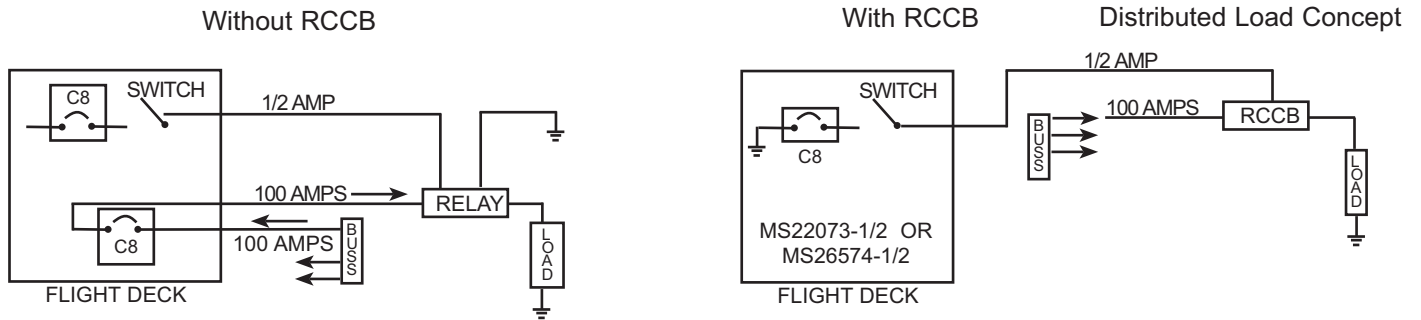 Without RCCB
C8
SWITCH
1/2 AMP
100 AMPS
RELAY
C8
100 AMPS
BUSS
LOAD
FLIGHT DECK
With RCCB
Distributed Load Concept
1/2 AMP
SWITCH
C8
BUSS
100 AMPS
RCCB
LOAD
MS22073-1/2 OR
MS26574-1/2
FLIGHT DECK